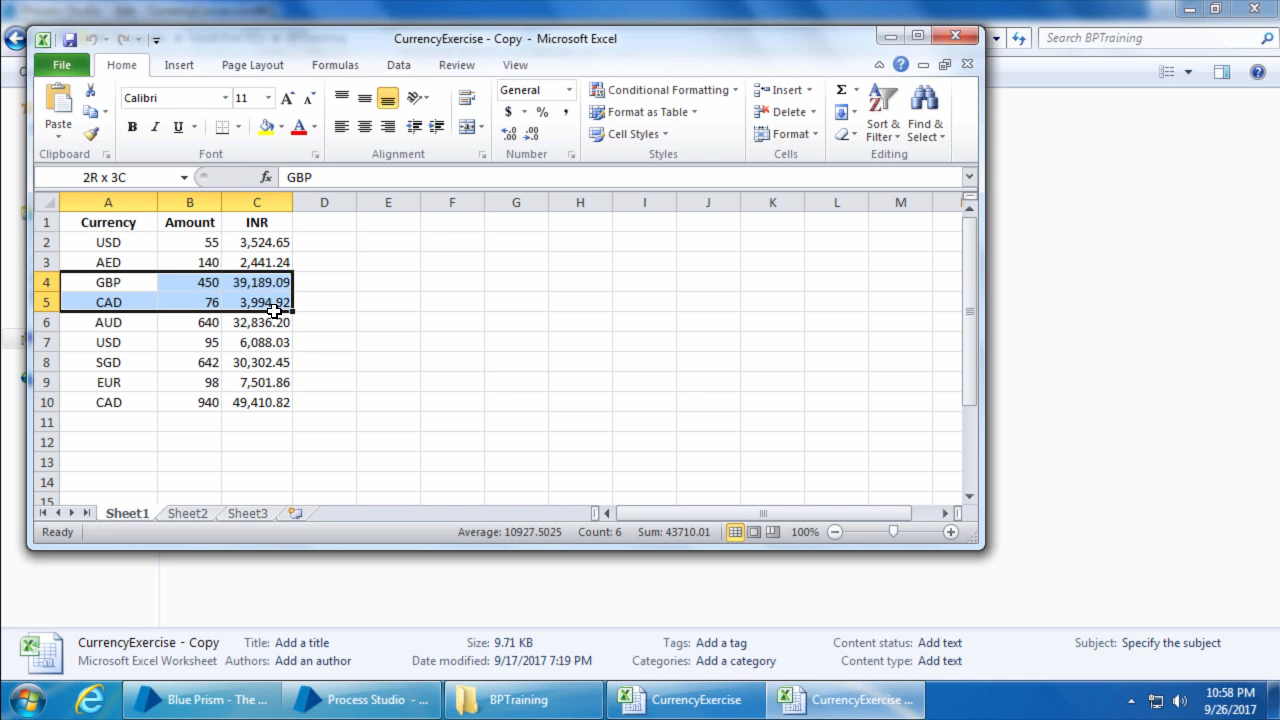 CurrencyExercise - Copy - Microsoft Excel
Search BPTraining
File Home Insert Page Layout Formulas Data Review View
Paste
Clipboard
Calibri 11
B I U
Font
Alignment
General
$ % ,
Number
Conditional Formatting
Format as Table
Cell Styles
Styles
Insert
Delete
Format
Cells
Σ
Sort & Filter
Find & Select
Editing
2R x 3C fx GBP
A B C D E F G H I J K L M
1 Currency Amount INR
2 USD 55 3,524.65
3 AED 140 2,441.24
4 GBP 450 39,189.09
5 CAD 76 3,994.92
6 AUD 640 32,836.20
7 USD 95 6,088.03
8 SGD 642 30,302.45
9 EUR 98 7,501.86
10 CAD 940 49,410.82
11
12
13
14
15
Sheet1 Sheet2 Sheet3
Ready Average: 10927.5025 Count: 6 Sum: 43710.01 100%
CurrencyExercise - Copy Title: Add a title Size: 9.71 KB Tags: Add a tag Content status: Add text Subject: Specify the subject
Microsoft Excel Worksheet Authors: Add an author Date modified: 9/17/2017 7:19 PM Categories: Add a category Content type: Add text
Blue Prism - The ... Process Studio - ... BPTraining CurrencyExercise CurrencyExercise ...
10:58 PM
9/26/2017